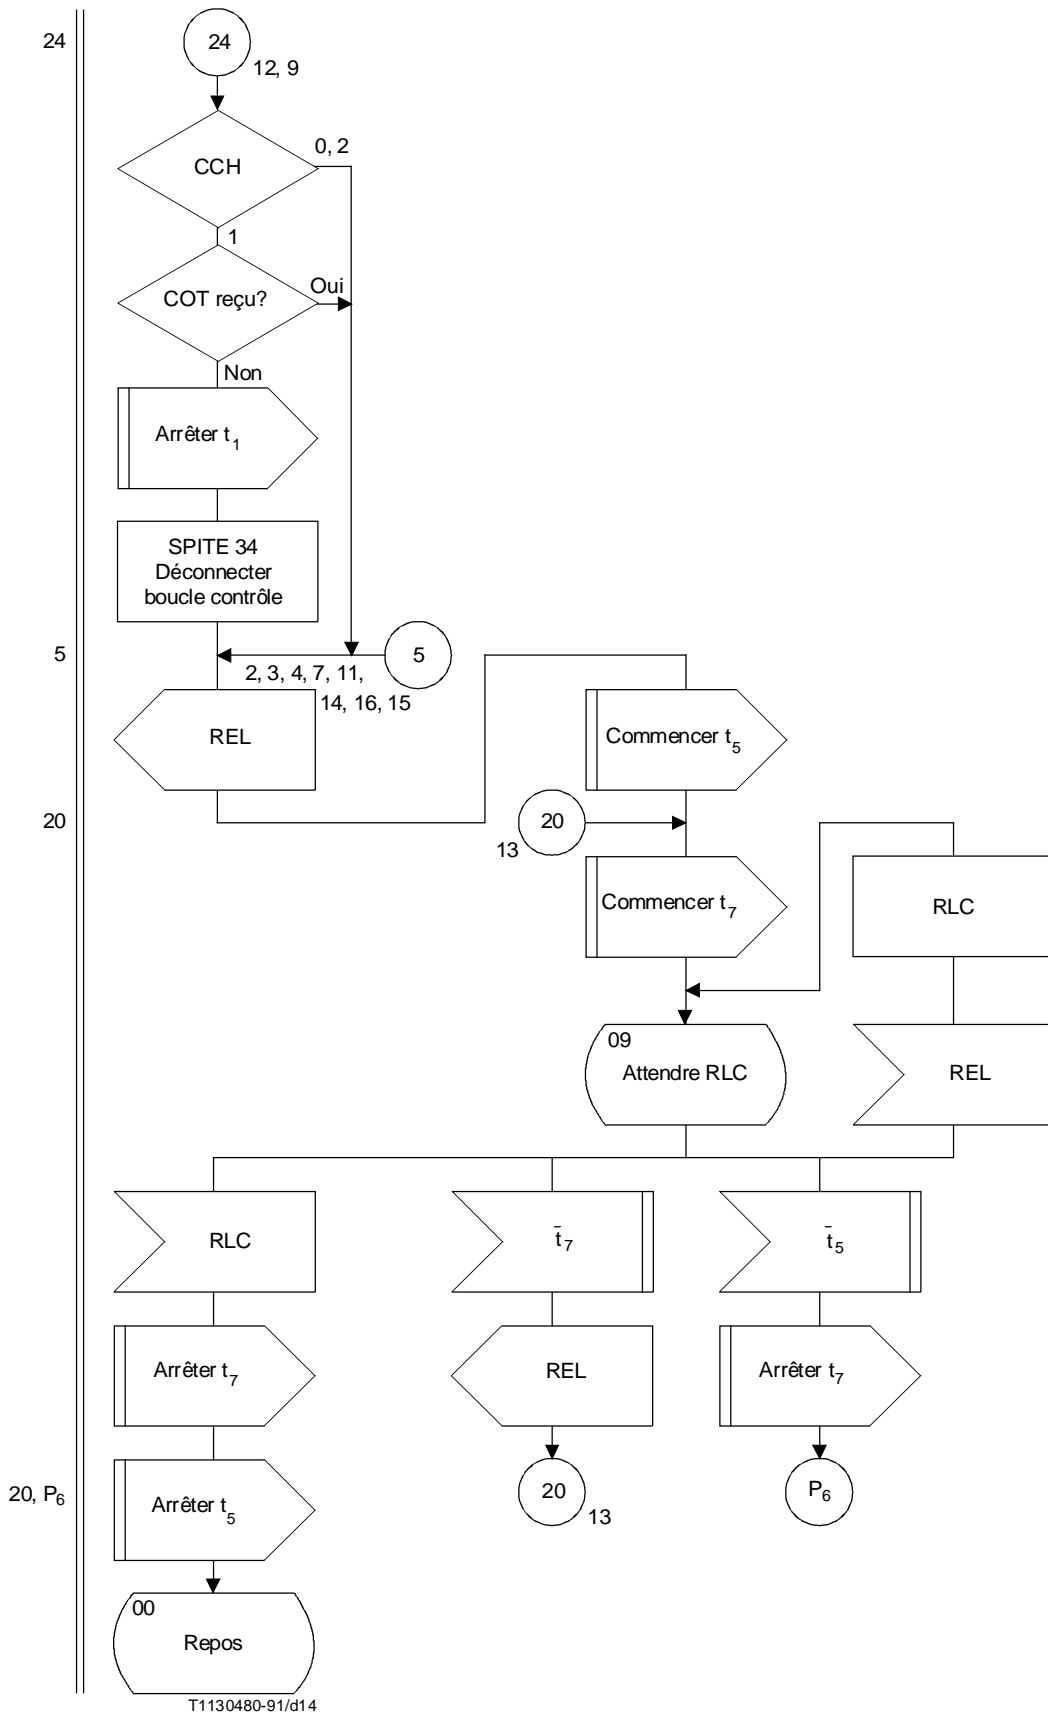 24
24
12, 9
CCH
0, 2
1
COT reçu?
Oui
Non
Arrêter t1
SPITE 34
Déconnecter
boucle contrôle
5
5
2, 3, 4, 7, 11,
14, 16, 15
REL
Commencer t5
20
20
13
Commencer t7
RLC
09
Attendre RLC
REL
RLC
t̄7
t̄5
Arrêter t7
REL
Arrêter t7
20, P6
Arrêter t5
20
13
P6
00
Repos
T1130480-91/d14